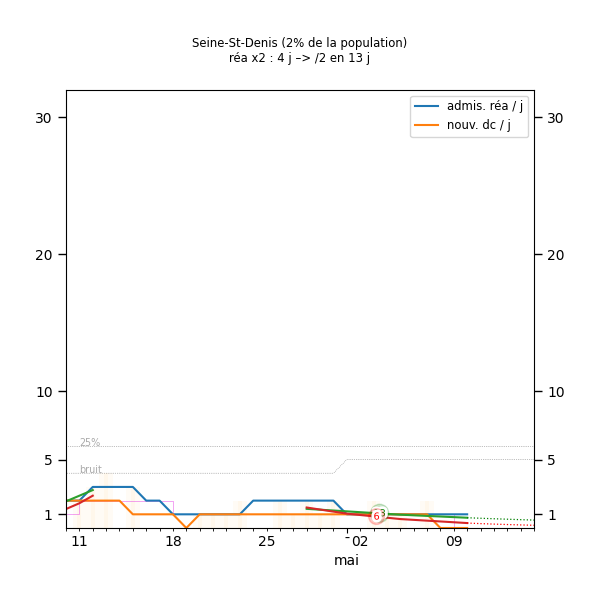 Seine-St-Denis (2% de la population)
réa x2 : 4 j –> /2 en 13 j
admis. réa / j
nouv. dc / j
30 30
20 20
10 10
25%
5 5
bruit
1 6 1
11 18 25 02 09
mai